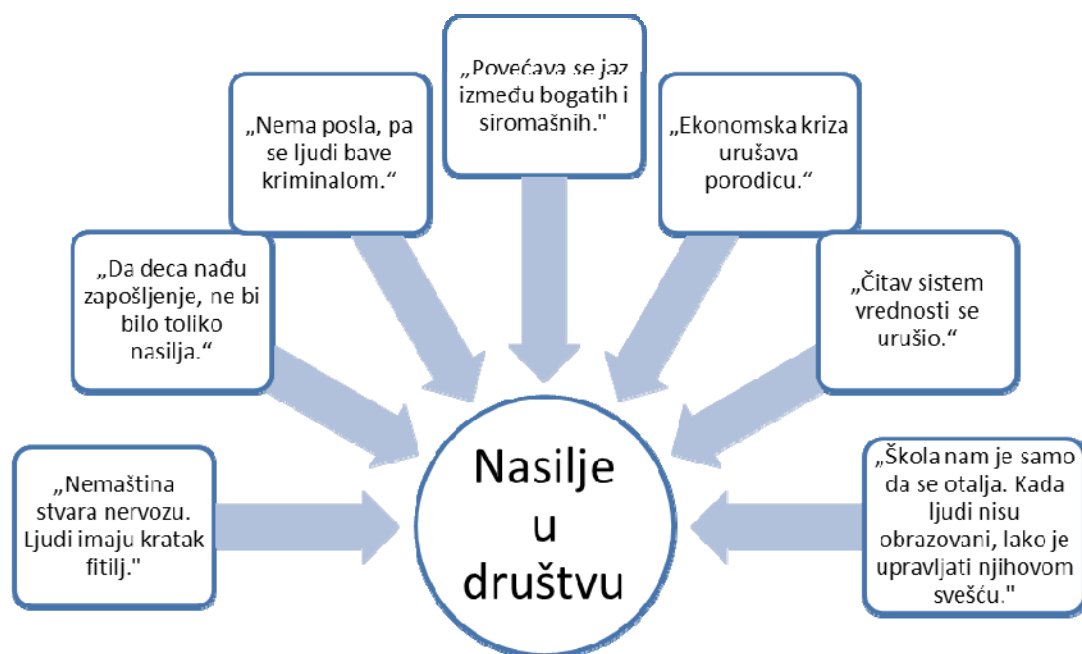 „Povećava se jaz
između bogatih i
siromašnih."
„Nema posla, pa
se ljudi bave
kriminalom.“
„Ekonomska kriza
urušava
porodicu.“
„Da deca nađu
zapošljenje, ne bi
bilo toliko
nasilja.“
„Čitav sistem
vrednosti se
urušio.“
„Nemaština
stvara nervozu.
Ljudi imaju kratak
fitilj."
Nasilje
u
društvu
„Škola nam je samo
da se otalja. Kada
ljudi nisu
obrazovani, lako je
upravljati njihovom
svešću."